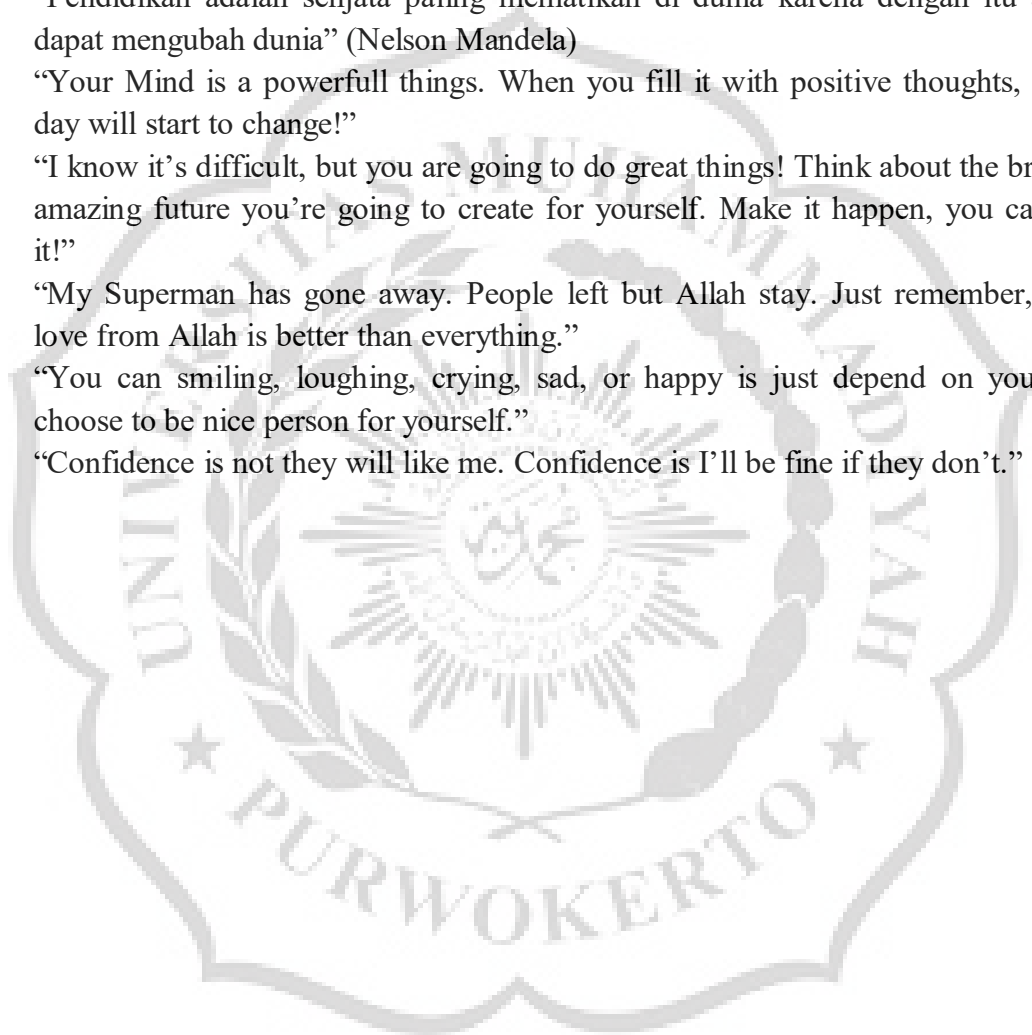 “Pendidikan adalah senjata paling mematikan di dunia karena dengan itu
dapat mengubah dunia” (Nelson Mandela)
“Your Mind is a powerfull things. When you fill it with positive thoughts,
day will start to change!”
“I know it’s difficult, but you are going to do great things! Think about the
amazing future you’re going to create for yourself. Make it happen, you
it!”
“My Superman has gone away. People left but Allah stay. Just remember,
love from Allah is better than everything.”
“You can smiling, loughing, crying, sad, or happy is just depend on you
choose to be nice person for yourself.”
“Confidence is not they will like me. Confidence is I’ll be fine if they don’t.”
UNIVERSITAS MUHAMMADIYAH
PURWOKERTO